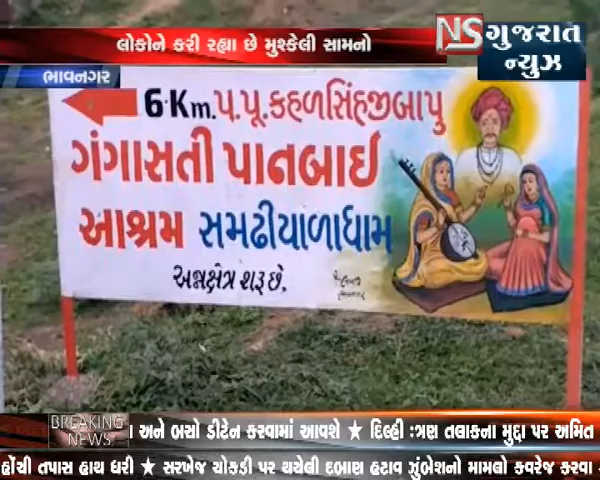 લોકોને કરી રહ્યા છે મુશ્કેલી સામનો
NS ગુજરાત ન્યુઝ
ભાવનગર
6 Km. પ.પૂ. કહળસિંહજીબાપુ
ગંગાસતી પાનબાઈ
આશ્રમ સમઢીયાળાધામ
અન્નક્ષેત્ર શરૂ છે.
BREAKING NEWS
અને બસો ડીટેન કરવામાં આવશે ★ દિલ્હી :ત્રણ તલાકના મુદ્દા પર અમિત
હોંચી તપાસ હાથ ધરી ★ સરખેજ ચોકડી પર થયેલી દબાણ હટાવ ઝુંબેશનો મામલો કવરેજ કરવા